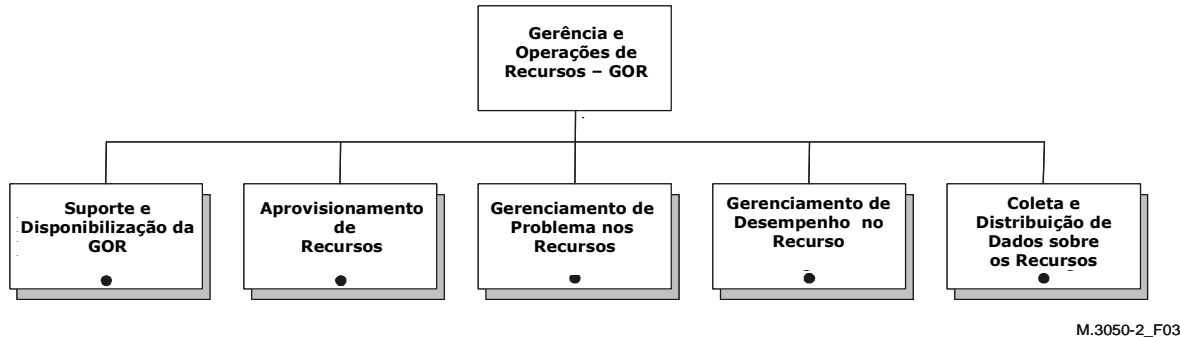 Gerência e
Operações de
Recursos – GOR
Suporte e
Disponibilização da
GOR
Aprovisionamento
de
Recursos
Gerenciamento de
Problema nos
Recursos
Gerenciamento de
Desempenho no
Recurso
Coleta e
Distribuição de
Dados sobre
os Recursos
M.3050-2_F03